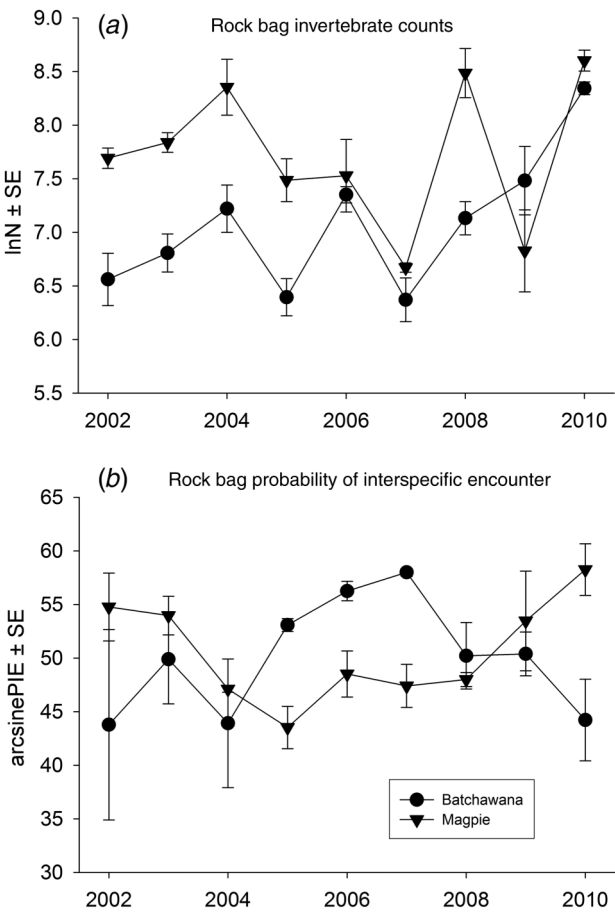 (a) Rock bag invertebrate counts
lnN ± SE
9.0
8.5
8.0
7.5
7.0
6.5
6.0
5.5
2002 2004 2006 2008 2010
(b) Rock bag probability of interspecific encounter
arcsinePIE ± SE
65
60
55
50
45
40
35
30
Batchawana
Magpie
2002 2004 2006 2008 2010